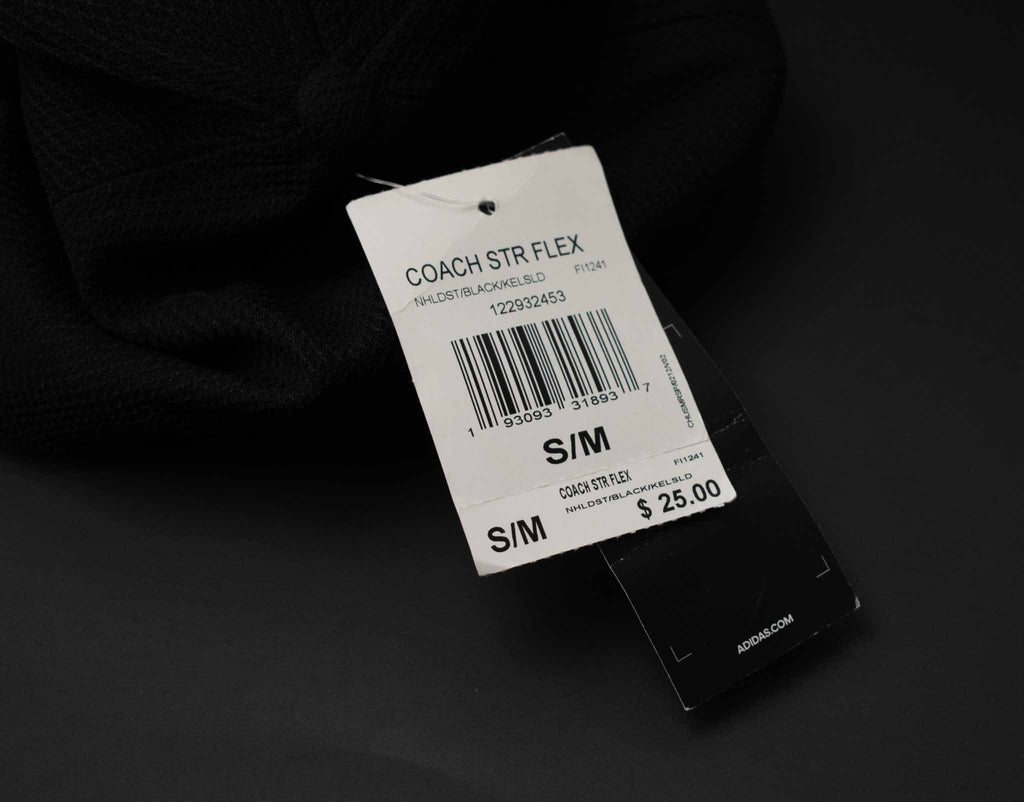 COACH STR FLEX
NHLDST/BLACK/KELSLD FI1241
122932453
1 93093 31893 7
S/M
COACH STR FLEX FI1241
NHLDST/BLACK/KELSLD
S/M $ 25.00
ADIDAS.COM